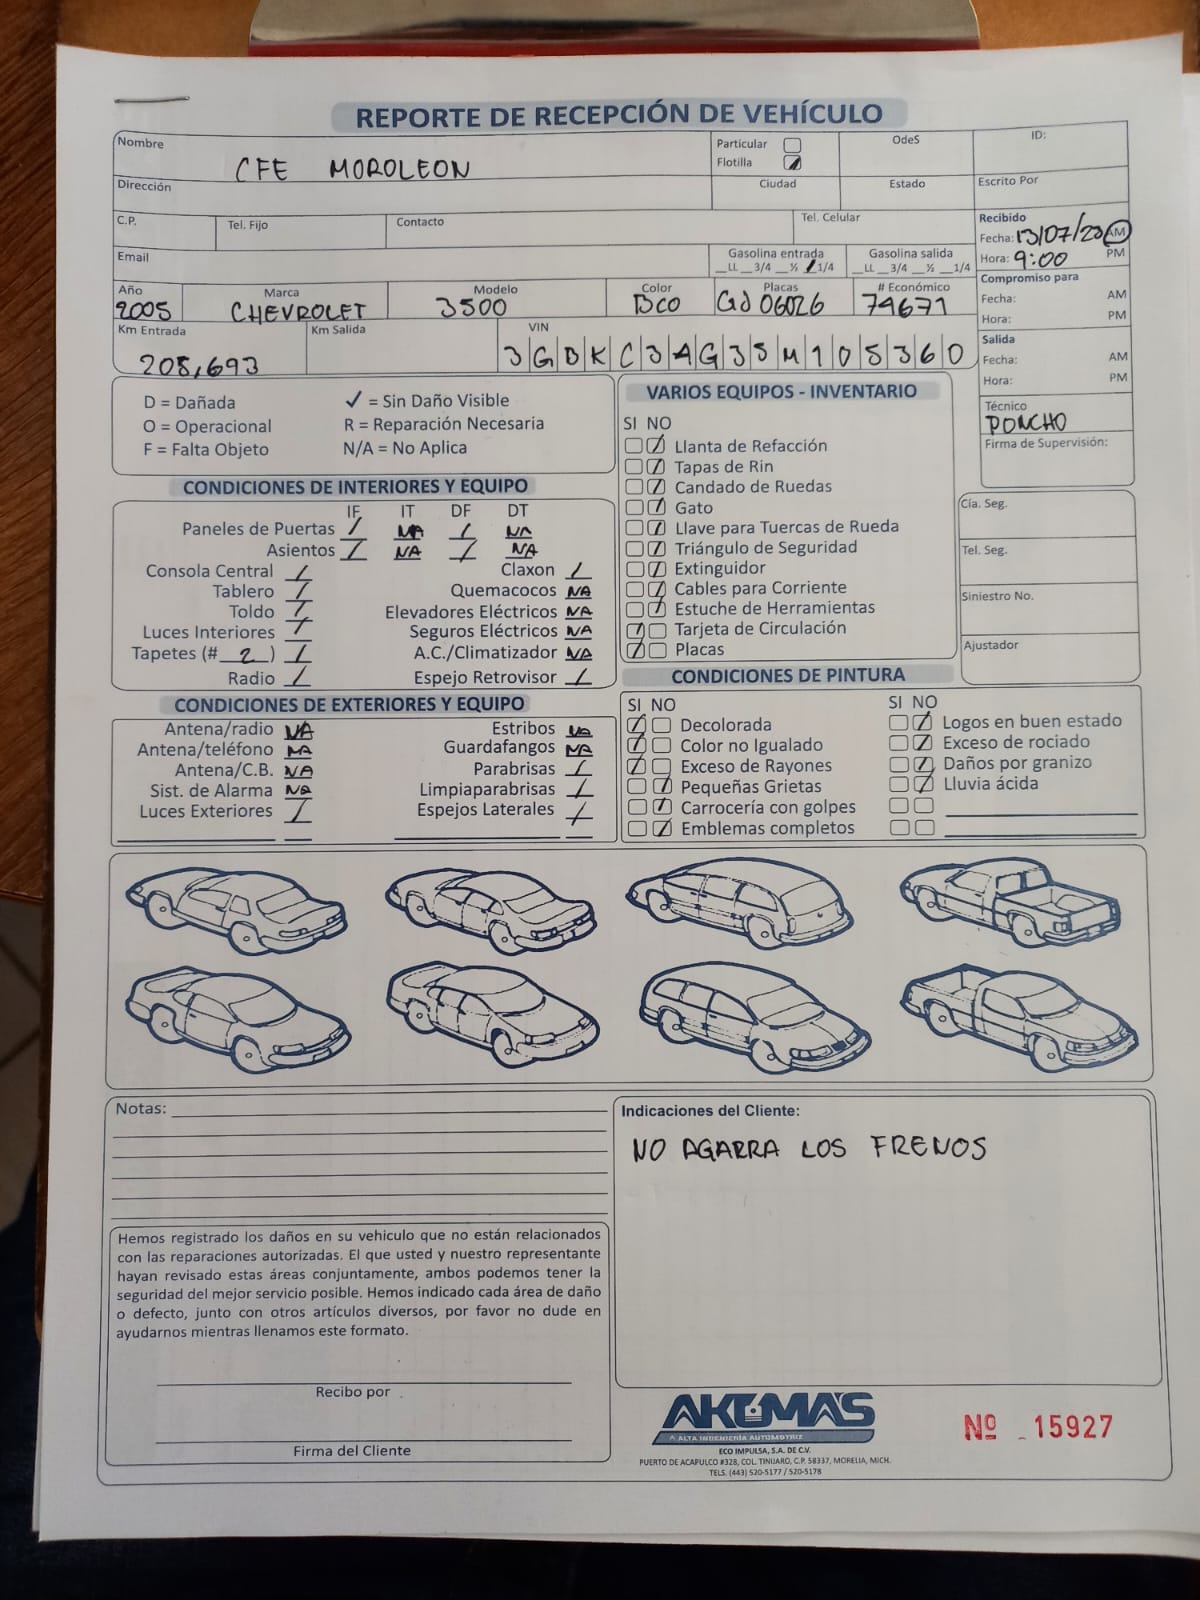 REPORTE DE RECEPCIÓN DE VEHÍCULO
Nombre CFE MOROLEON
Particular
Flotilla
OdeS
ID:
Dirección
Ciudad
Estado
Escrito Por
C.P.
Tel. Fijo
Contacto
Tel. Celular
Recibido
Fecha: 13/07/20 AM
Hora: 9:00 PM
Email
Gasolina entrada
__LL __3/4 __½ __1/4
Gasolina salida
__LL __3/4 __½ __1/4
Compromiso para
Fecha: AM
Hora: PM
Año 2005
Marca CHEVROLET
Modelo 3500
Color Bco
Placas GJ 06026
# Económico 74671
Km Entrada 208,693
Km Salida
VIN 3GBKC34G35M105360
Salida
Fecha: AM
Hora: PM
Técnico
PONCHO
Firma de Supervisión:
D = Dañada ✓ = Sin Daño Visible
O = Operacional R = Reparación Necesaria
F = Falta Objeto N/A = No Aplica
CONDICIONES DE INTERIORES Y EQUIPO
IF IT DF DT
Paneles de Puertas / NA / NA
Asientos / NA / NA
Consola Central / Claxon /
Tablero / Quemacocos NA
Toldo / Elevadores Eléctricos NA
Luces Interiores / Seguros Eléctricos NA
Tapetes (# 2 ) / A.C./Climatizador NA
Radio / Espejo Retrovisor /
VARIOS EQUIPOS - INVENTARIO
SI NO
Llanta de Refacción
Tapas de Rin
Candado de Ruedas
Gato
Llave para Tuercas de Rueda
Triángulo de Seguridad
Extinguidor
Cables para Corriente
Estuche de Herramientas
Tarjeta de Circulación
Placas
Cía. Seg.
Tel. Seg.
Siniestro No.
Ajustador
CONDICIONES DE EXTERIORES Y EQUIPO
Antena/radio NA Estribos NA
Antena/teléfono NA Guardafangos NA
Antena/C.B. NA Parabrisas /
Sist. de Alarma NA Limpiaparabrisas /
Luces Exteriores / Espejos Laterales /
CONDICIONES DE PINTURA
SI NO SI NO
Decolorada Logos en buen estado
Color no Igualado Exceso de rociado
Exceso de Rayones Daños por granizo
Pequeñas Grietas Lluvia ácida
Carrocería con golpes
Emblemas completos
Notas:
Indicaciones del Cliente:
NO AGARRA LOS FRENOS
Hemos registrado los daños en su vehiculo que no están relacionados
con las reparaciones autorizadas. El que usted y nuestro representante
hayan revisado estas áreas conjuntamente, ambos podemos tener la
seguridad del mejor servicio posible. Hemos indicado cada área de daño
o defecto, junto con otros artículos diversos, por favor no dude en
ayudarnos mientras llenamos este formato.
Recibo por
Firma del Cliente
AKUMA'S
ALTA INGENIERÍA AUTOMOTRIZ
ECO IMPULSA, S.A. DE C.V.
PUERTO DE ACAPULCO #328, COL. TINIJARO, C.P. 58337, MORELIA, MICH.
TELS. (443) 520-5177 / 520-5178
Nº 15927